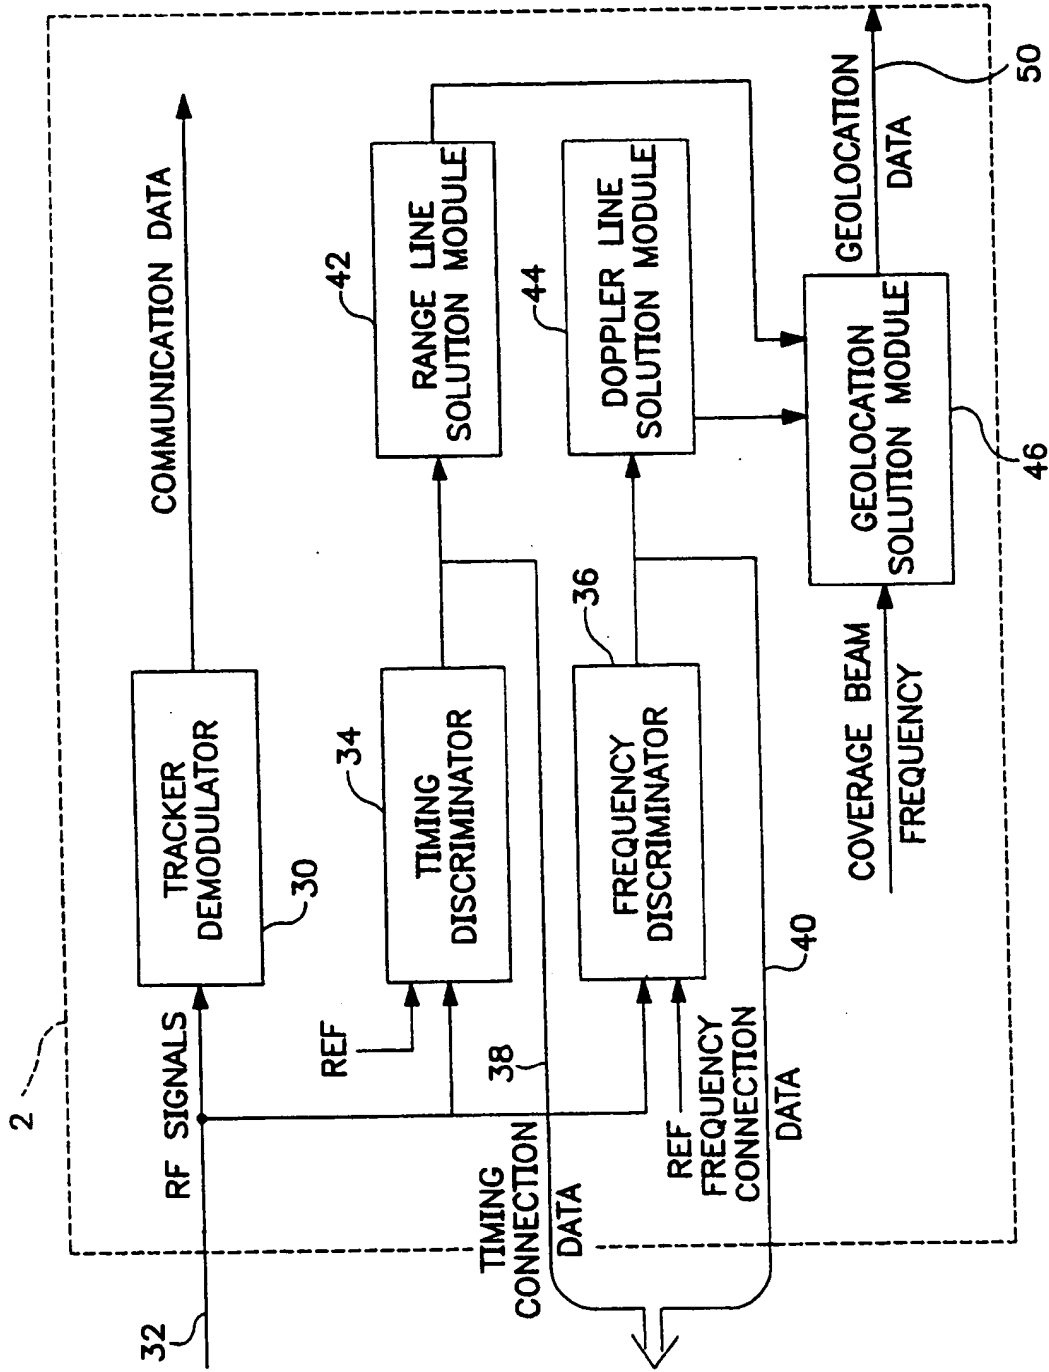 2
32
RF SIGNALS
TRACKER
DEMODULATOR
30
COMMUNICATION DATA
REF
TIMING
DISCRIMINATOR
34
RANGE LINE
SOLUTION MODULE
42
38
TIMING
CONNECTION
DATA
FREQUENCY
DISCRIMINATOR
36
DOPPLER LINE
SOLUTION MODULE
44
REF
FREQUENCY
CONNECTION
DATA
40
COVERAGE BEAM
FREQUENCY
GEOLOCATION
SOLUTION MODULE
46
GEOLOCATION
DATA
50